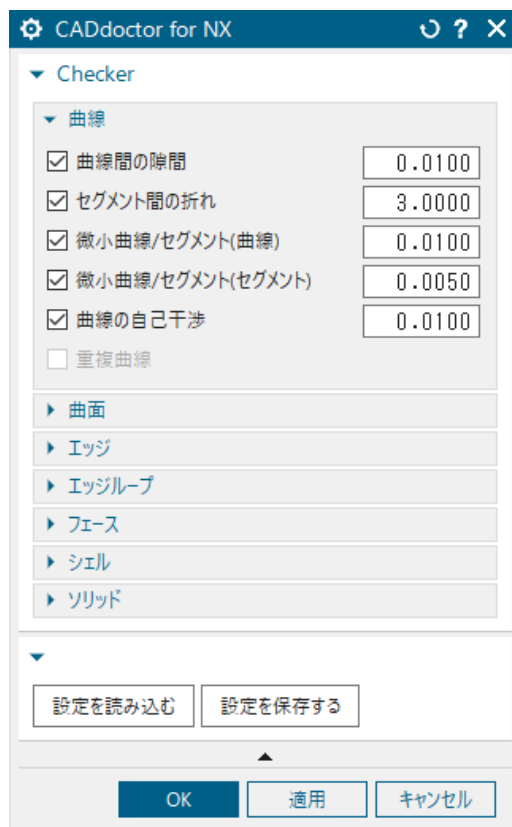 CADdoctor for NX
Checker
曲線
曲線間の隙間 0.0100
セグメント間の折れ 3.0000
微小曲線/セグメント(曲線) 0.0100
微小曲線/セグメント(セグメント) 0.0050
曲線の自己干渉 0.0100
重複曲線
曲面
エッジ
エッジループ
フェース
シェル
ソリッド
設定を読み込む 設定を保存する
OK 適用 キャンセル